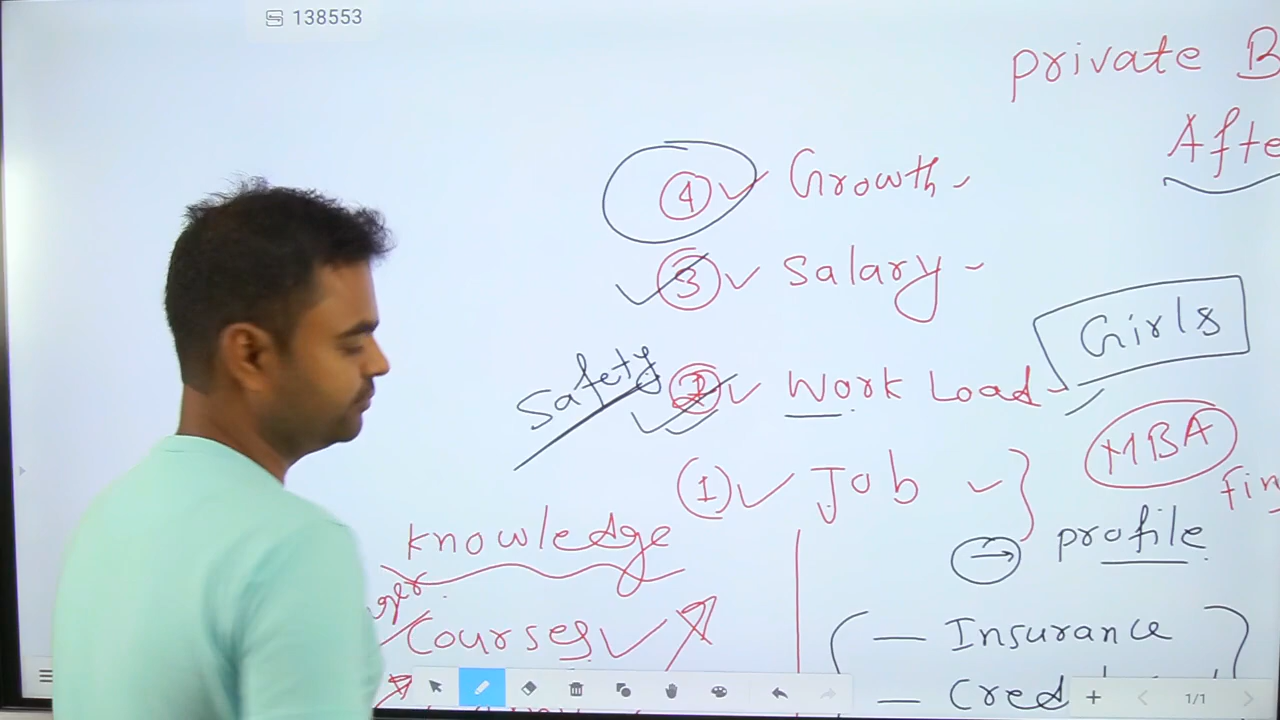 138553
private B
Afte
④ Growth -
③ Salary -
Girls
Safety
② Work Load -
MBA
① Job
Fin
knowledge
→ profile
Courses
— Insurance
— Cred
1/1